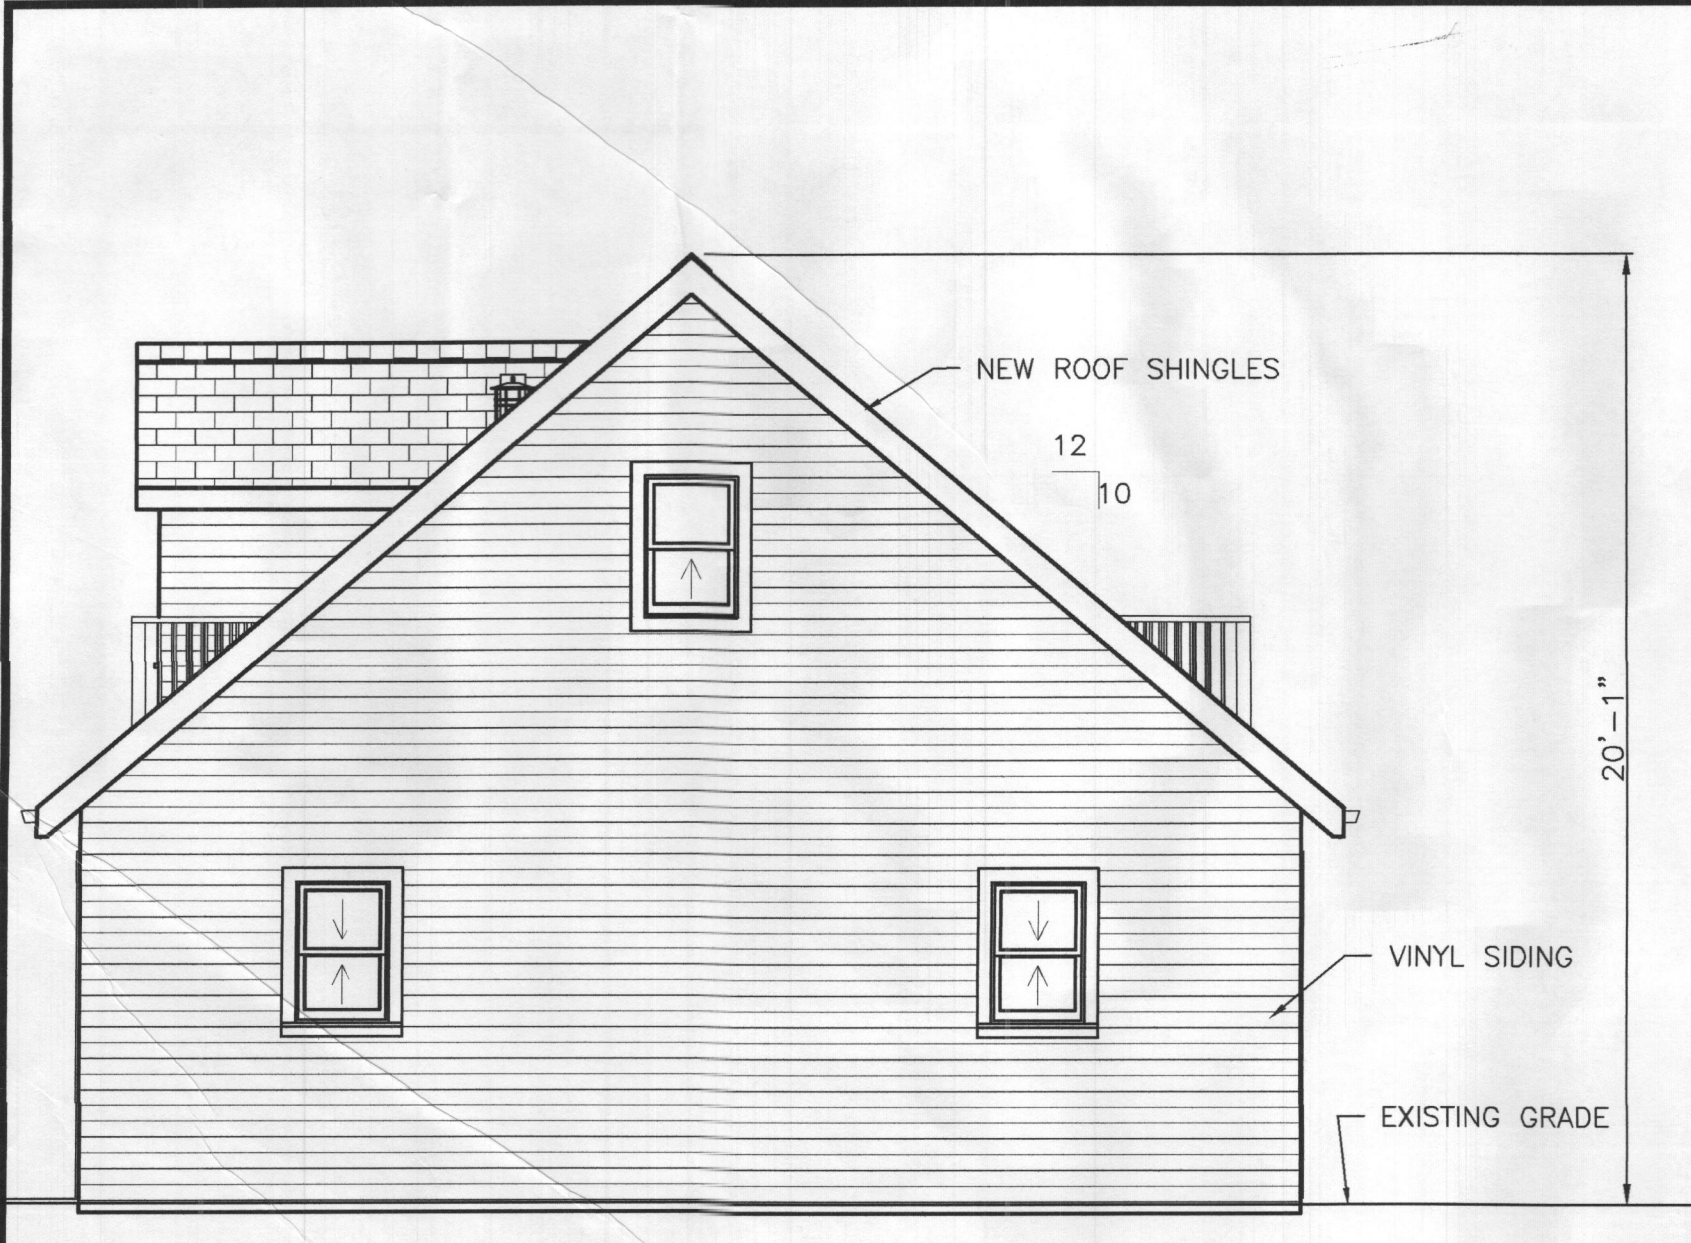 NEW ROOF SHINGLES
12
10
20'-1"
VINYL SIDING
EXISTING GRADE